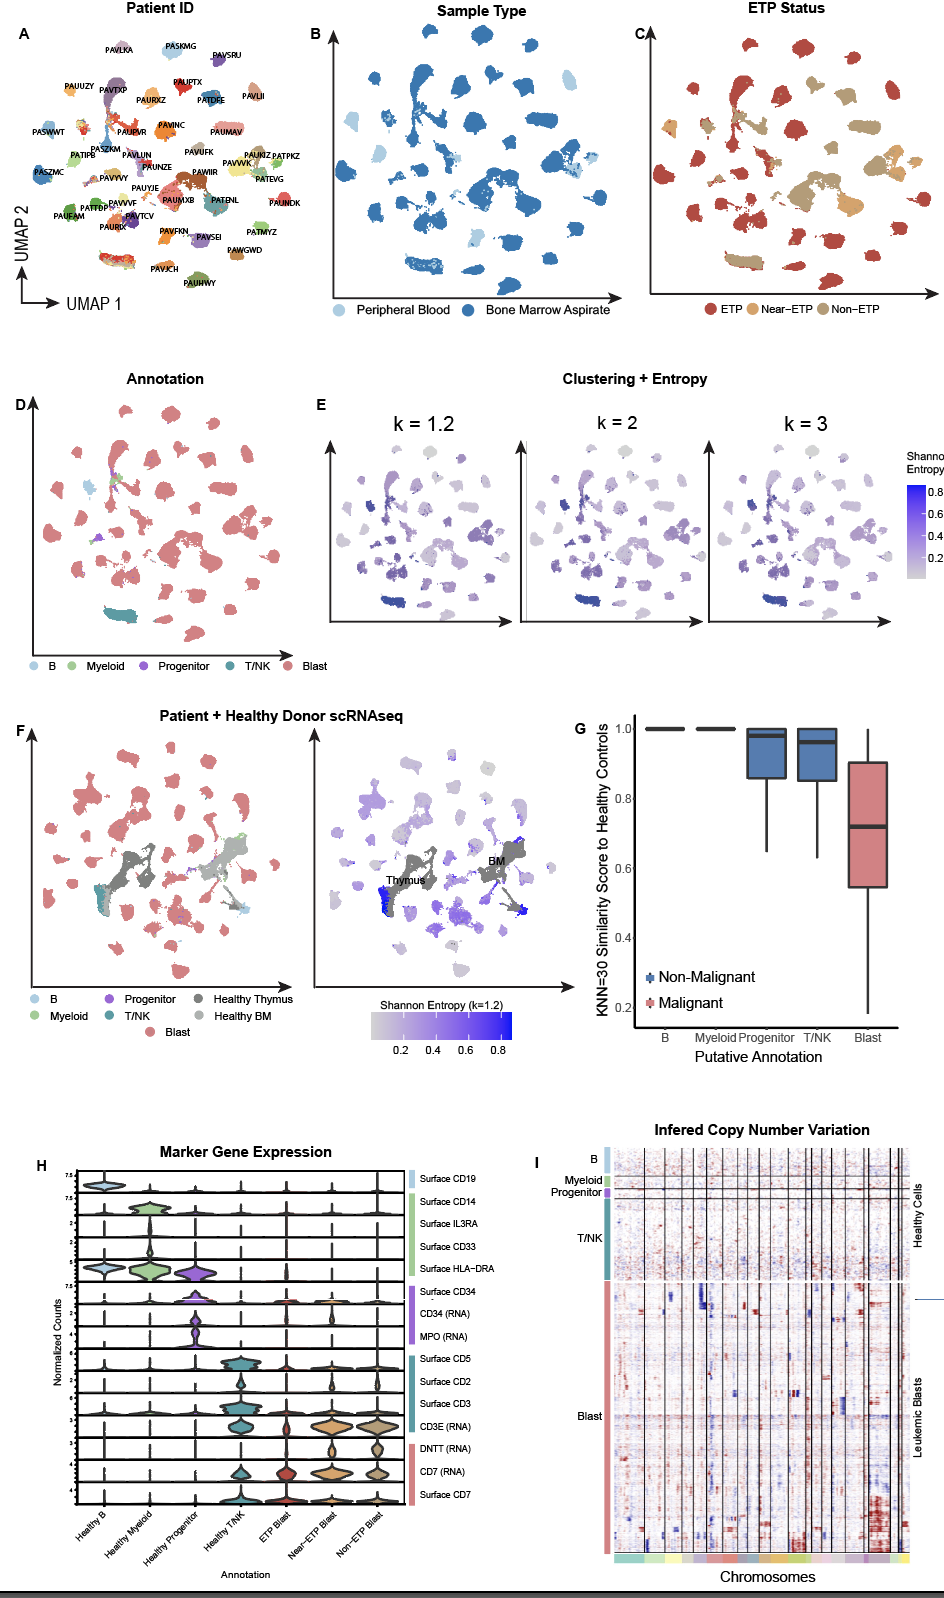 Patient ID
Sample Type
ETP Status
A
B
C
PAVLKA
PASKMG
PAVSRU
PAUUZY
PAVTXP
PAUPTX
PAURXZ
PATDFE
PAVLII
PASWWT
PAUPVR
PAVINC
PAUMAV
PASZKM
PATIPB
PAVLUN
PAUFK
PAUKIZ
PATPKZ
PAUNZE
PAVVVK
PASZMC
PAVVVY
PAWIIR
PATEVG
PAUYJE
PAUMXB
PATENL
PAUNDK
PATTDP
PAVVVF
PAUFAM
PAVTCV
PAURIX
PAVFKN
PAVSEI
PATMYZ
PAWGWD
PAVJCH
PAUHWY
UMAP 2
UMAP 1
Peripheral Blood
Bone Marrow Aspirate
ETP
Near−ETP
Non−ETP
Annotation
Clustering + Entropy
D
E
k = 1.2
k = 2
k = 3
Shannon
Entropy
0.8
0.6
0.4
0.2
B
Myeloid
Progenitor
T/NK
Blast
Patient + Healthy Donor scRNAseq
F
G
Thymus
BM
B
Progenitor
Healthy Thymus
Myeloid
T/NK
Healthy BM
Blast
Shannon Entropy (k=1.2)
0.2
0.4
0.6
0.8
KNN=30 Similarity Score to Healthy Controls
1.0
0.8
0.6
0.4
0.2
Non-Malignant
Malignant
B
Myeloid
Progenitor
T/NK
Blast
Putative Annotation
Marker Gene Expression
H
Normalized Counts
Surface CD19
Surface CD14
Surface IL3RA
Surface CD33
Surface HLA−DRA
Surface CD34
CD34 (RNA)
MPO (RNA)
Surface CD5
Surface CD2
Surface CD3
CD3E (RNA)
DNTT (RNA)
CD7 (RNA)
Surface CD7
Healthy B
Healthy Myeloid
Healthy Progenitor
Healthy T/NK
ETP Blast
Near−ETP Blast
Non−ETP Blast
Annotation
Infered Copy Number Variation
I
B
Myeloid
Progenitor
T/NK
Blast
Healthy Cells
Leukemic Blasts
Chromosomes